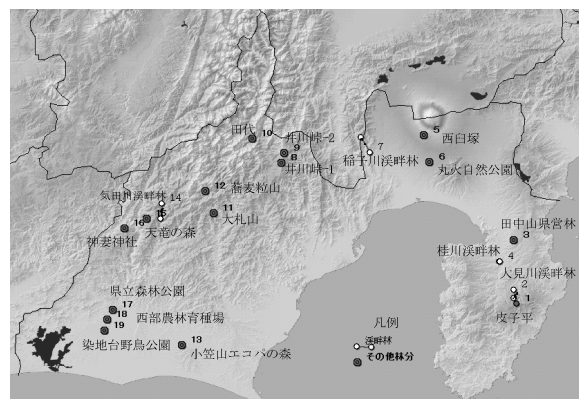 田代
10
井川峠-2
9
8
井川峠-1
7
稲子川渓畔林
5
西臼塚
6
丸火自然公園
気田川渓畔林
14
12
蕎麦粒山
11
大札山
15
16
天竜の森
神妻神社
田中山県営林
3
桂川渓畔林
4
人見川渓畔林
2
1
皮子平
県立森林公園
17
18
西部農林育種場
19
染地台野鳥公園
13
小笠山エコパの森
凡例
渓畔林
その他林分